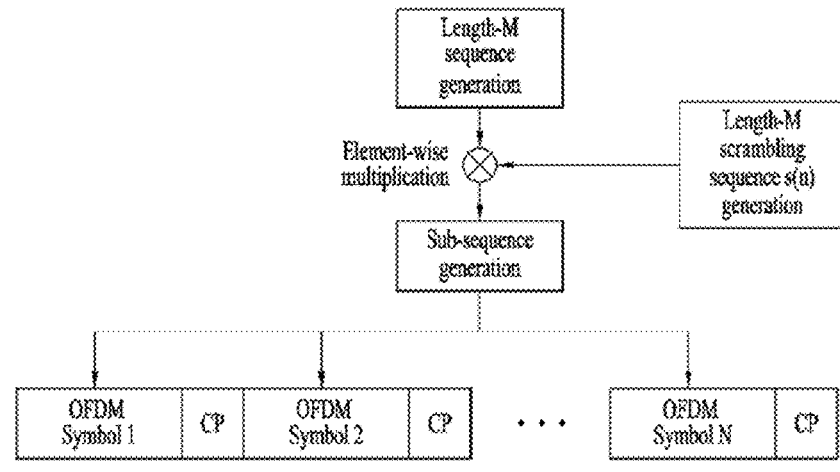 Length-M
sequence
generation
Element-wise
multiplication
Length-M
scrambling
sequence s(n)
generation
Sub-sequence
generation
OFDM
Symbol 1
CP
OFDM
Symbol 2
CP
• • •
OFDM
Symbol N
CP